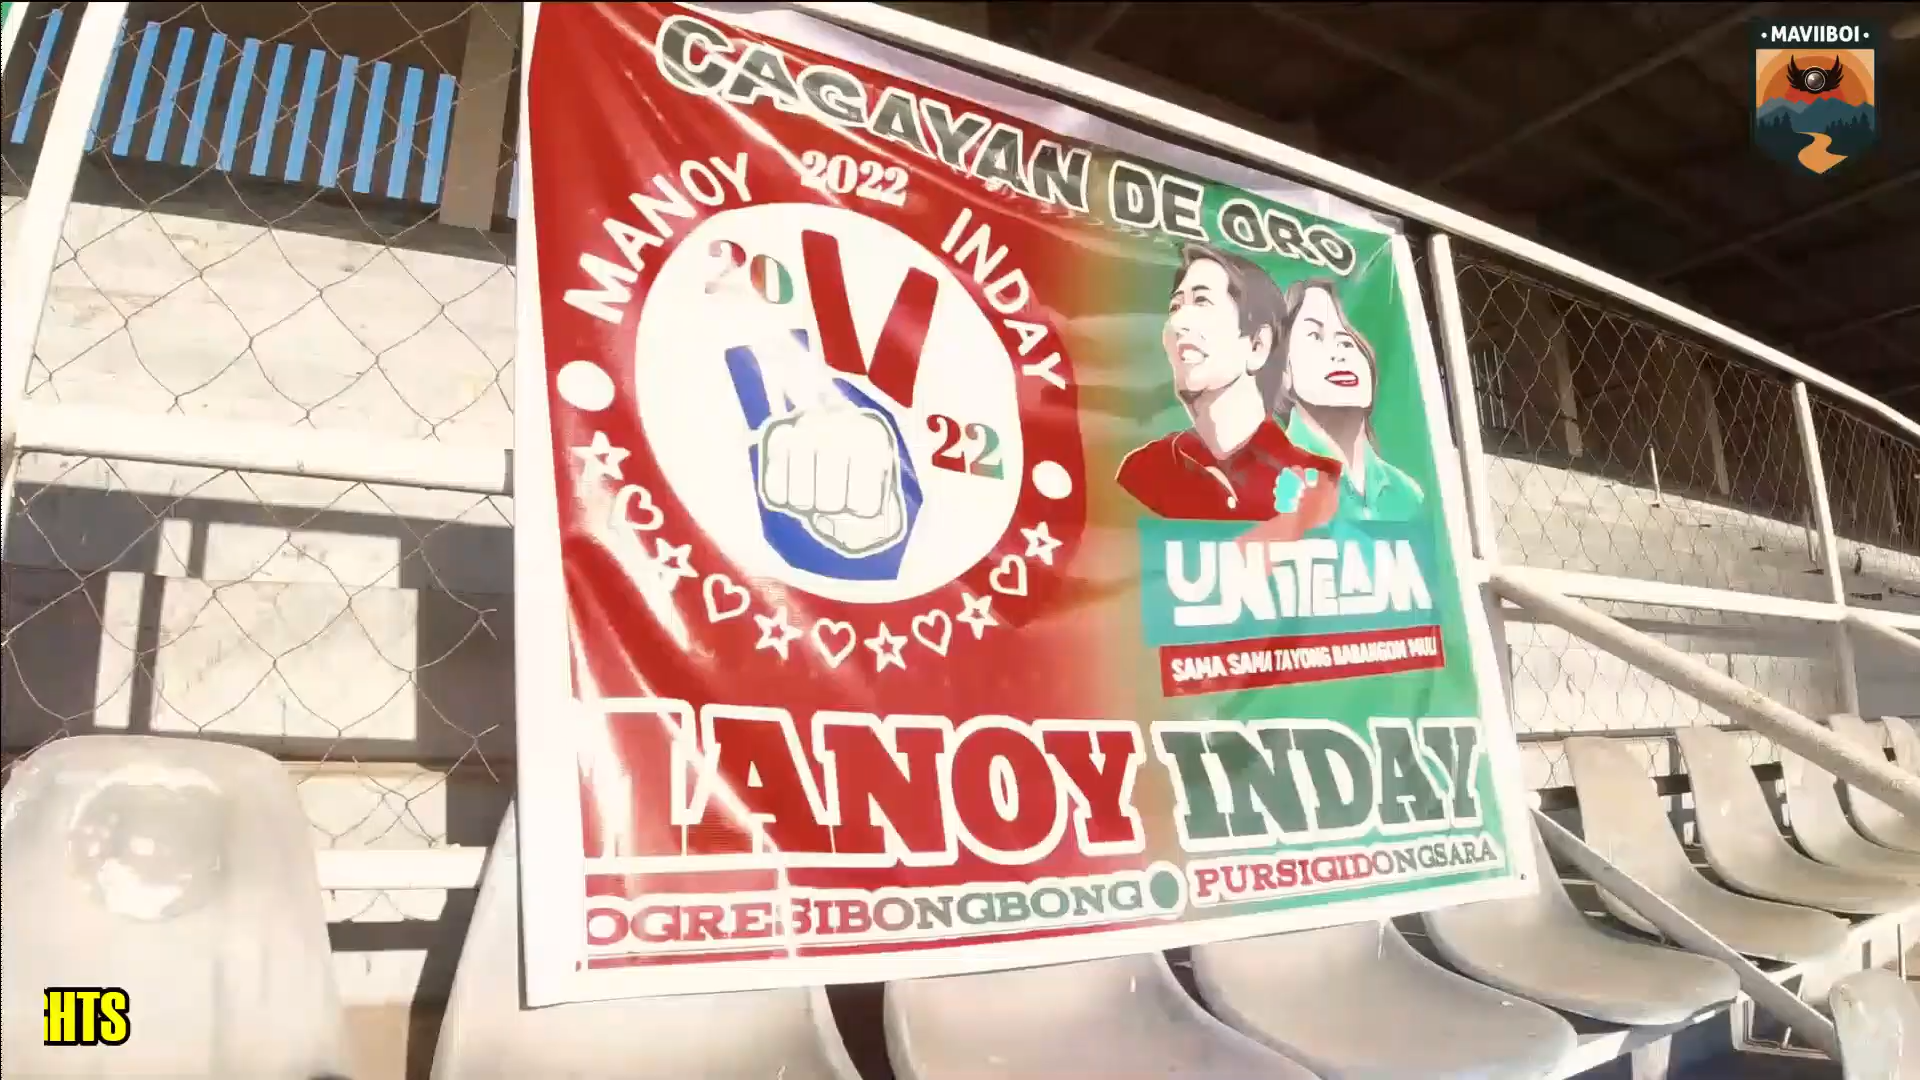 · MAVIIBOI ·
CAGAYAN DE ORO
MANOY 2022 INDAY
20
22
UNITEAM
SAMA SAMA TAYONG BABANGON MULI
MANOY INDAY
OGRESIBONGBONG PURSIGIDONGSARA
HTS